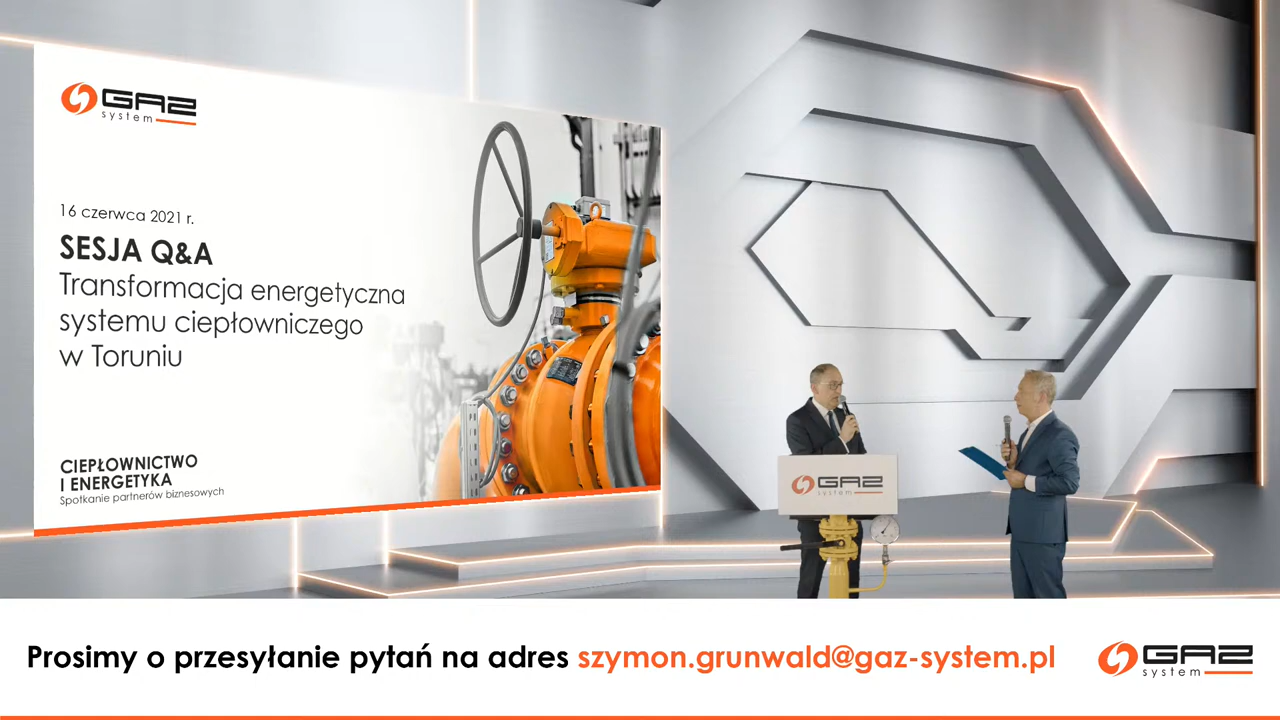 GAZ
system
16 czerwca 2021 r.
SESJA Q&A
Transformacja energetyczna
systemu ciepłowniczego
w Toruniu
CIEPŁOWNICTWO
I ENERGETYKA
Spotkanie partnerów biznesowych
GAZ
system
Prosimy o przesyłanie pytań na adres szymon.grunwald@gaz-system.pl
GAZ
system